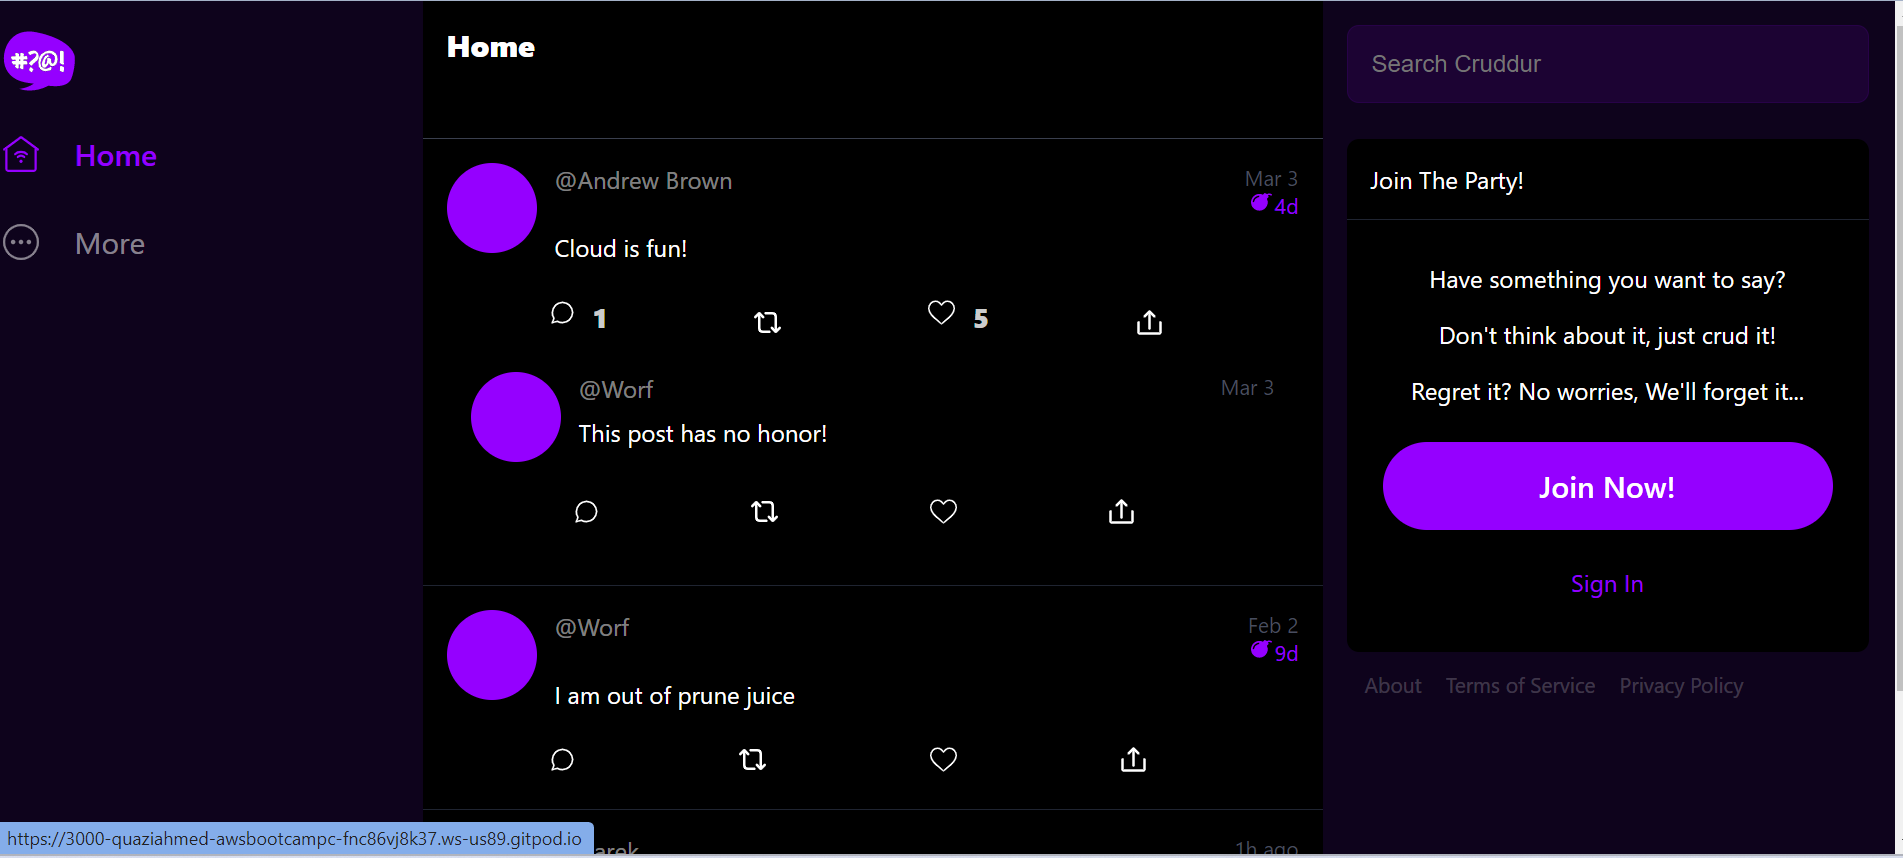 #?@!
Home
More
Home
@Andrew Brown
Mar 3
4d
Cloud is fun!
1
5
@Worf
Mar 3
This post has no honor!
@Worf
Feb 2
9d
I am out of prune juice
1h ago
Search Cruddur
Join The Party!
Have something you want to say?
Don't think about it, just crud it!
Regret it? No worries, We'll forget it...
Join Now!
Sign In
About Terms of Service Privacy Policy
https://3000-quaziahmed-awsbootcampc-fnc86vj8k37.ws-us89.gitpod.io